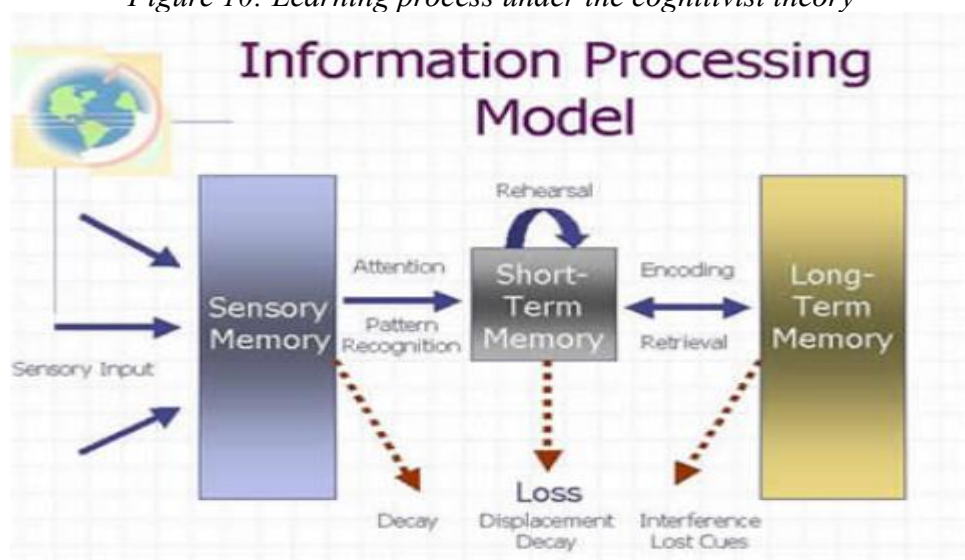 Figure 10: Learning process under the cognitivist theory
Information Processing
Model
Rehearsal
Attention
Pattern
Recognition
Sensory
Memory
Short-
Term
Memory
Encoding
Retrieval
Long-
Term
Memory
Sensory Input
Loss
Decay
Displacement
Decay
Interference
Lost Cues